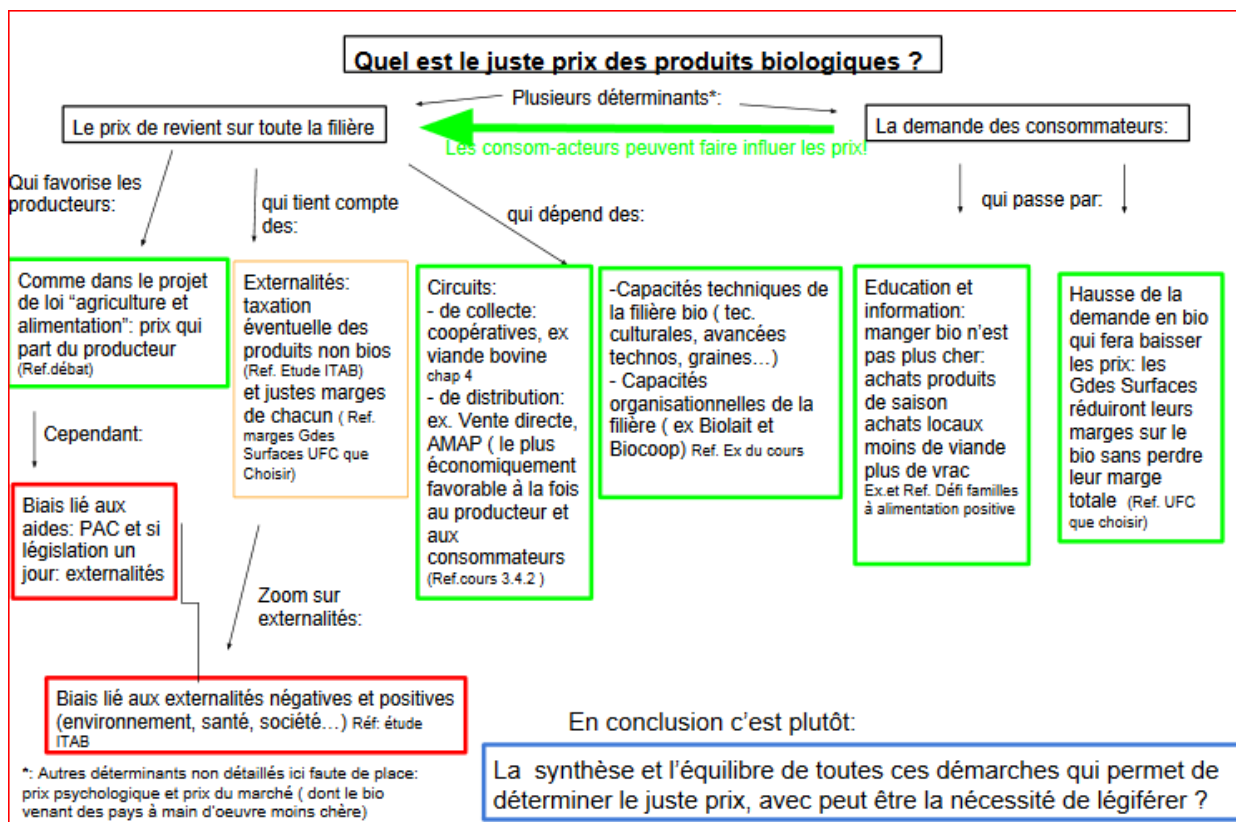 Quel est le juste prix des produits biologiques ?
Plusieurs déterminants*:
Le prix de revient sur toute la filière
La demande des consommateurs:
Les consom-acteurs peuvent faire influer les prix!
Qui favorise les
producteurs:
qui tient compte
des:
qui dépend des:
qui passe par:
Comme dans le projet
de loi “agriculture et
alimentation”: prix qui
part du producteur
(Ref.débat)
Externalités:
taxation
éventuelle des
produits non bios
(Ref. Etude ITAB)
et justes marges
de chacun ( Ref.
marges Gdes
Surfaces UFC que
Choisir)
Circuits:
- de collecte:
coopératives, ex
viande bovine
chap 4
- de distribution:
ex. Vente directe,
AMAP ( le plus
économiquement
favorable à la fois
au producteur et
aux
consommateurs
(Ref.cours 3.4.2 )
-Capacités techniques de
la filière bio ( tec.
culturales, avancées
technos, graines…)
- Capacités
organisationnelles de la
filière ( ex Biolait et
Biocoop) Ref. Ex du cours
Education et
information:
manger bio n’est
pas plus cher:
achats produits
de saison
achats locaux
moins de viande
plus de vrac
Ex.et Ref. Défi familles
à alimentation positive
Hausse de la
demande en bio
qui fera baisser
les prix: les
Gdes Surfaces
réduiront leurs
marges sur le
bio sans perdre
leur marge
totale (Ref. UFC
que choisir)
Cependant:
Biais lié aux
aides: PAC et si
législation un
jour: externalités
Zoom sur
externalités:
Biais lié aux externalités négatives et positives
(environnement, santé, société…) Réf: étude
ITAB
*: Autres déterminants non détaillés ici faute de place:
prix psychologique et prix du marché ( dont le bio
venant des pays à main d’oeuvre moins chère)
En conclusion c’est plutôt:
La synthèse et l’équilibre de toutes ces démarches qui permet de
déterminer le juste prix, avec peut être la nécessité de légiférer ?